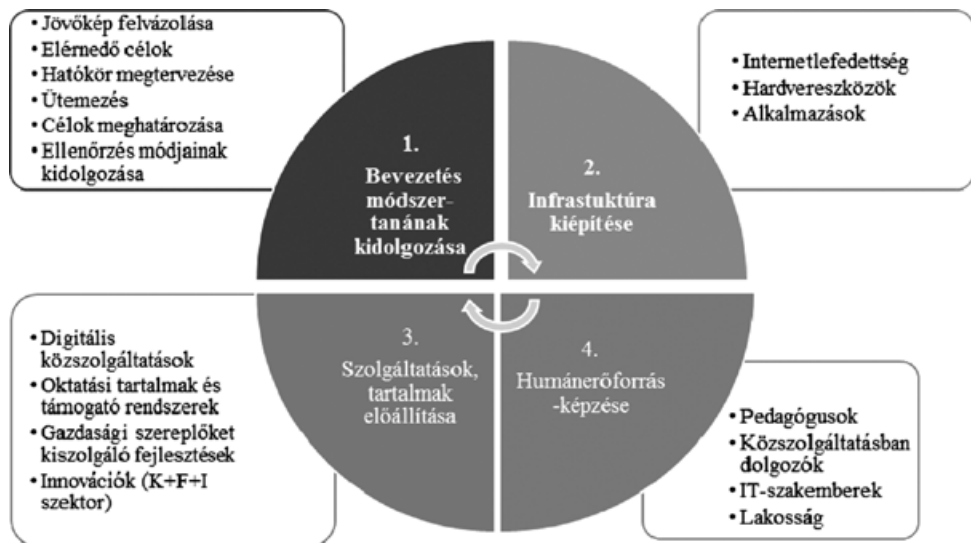 • Jövőkép felvázolása
• Elérnedő célok
• Hatókör megtervezése
• Ütemezés
• Célok meghatározása
• Ellenőrzés módjainak
kidolgozása
1.
Bevezetés
módszer-
tanának
kidolgozása
2.
Infrastuktúra
kiépítése
• Internetlefedettség
• Hardvereszközök
• Alkalmazások
• Digitális
közszolgáltatások
• Oktatási tartalmak és
támogató rendszerek
• Gazdasági szereplőket
kiszolgáló fejlesztések
• Innovációk (K+F+I
szektor)
3.
Szolgáltatások,
tartalmak
előállítása
4.
Humánerőforrás
-képzése
• Pedagógusok
• Közszolgáltatásban
dolgozók
• IT-szakemberek
• Lakosság